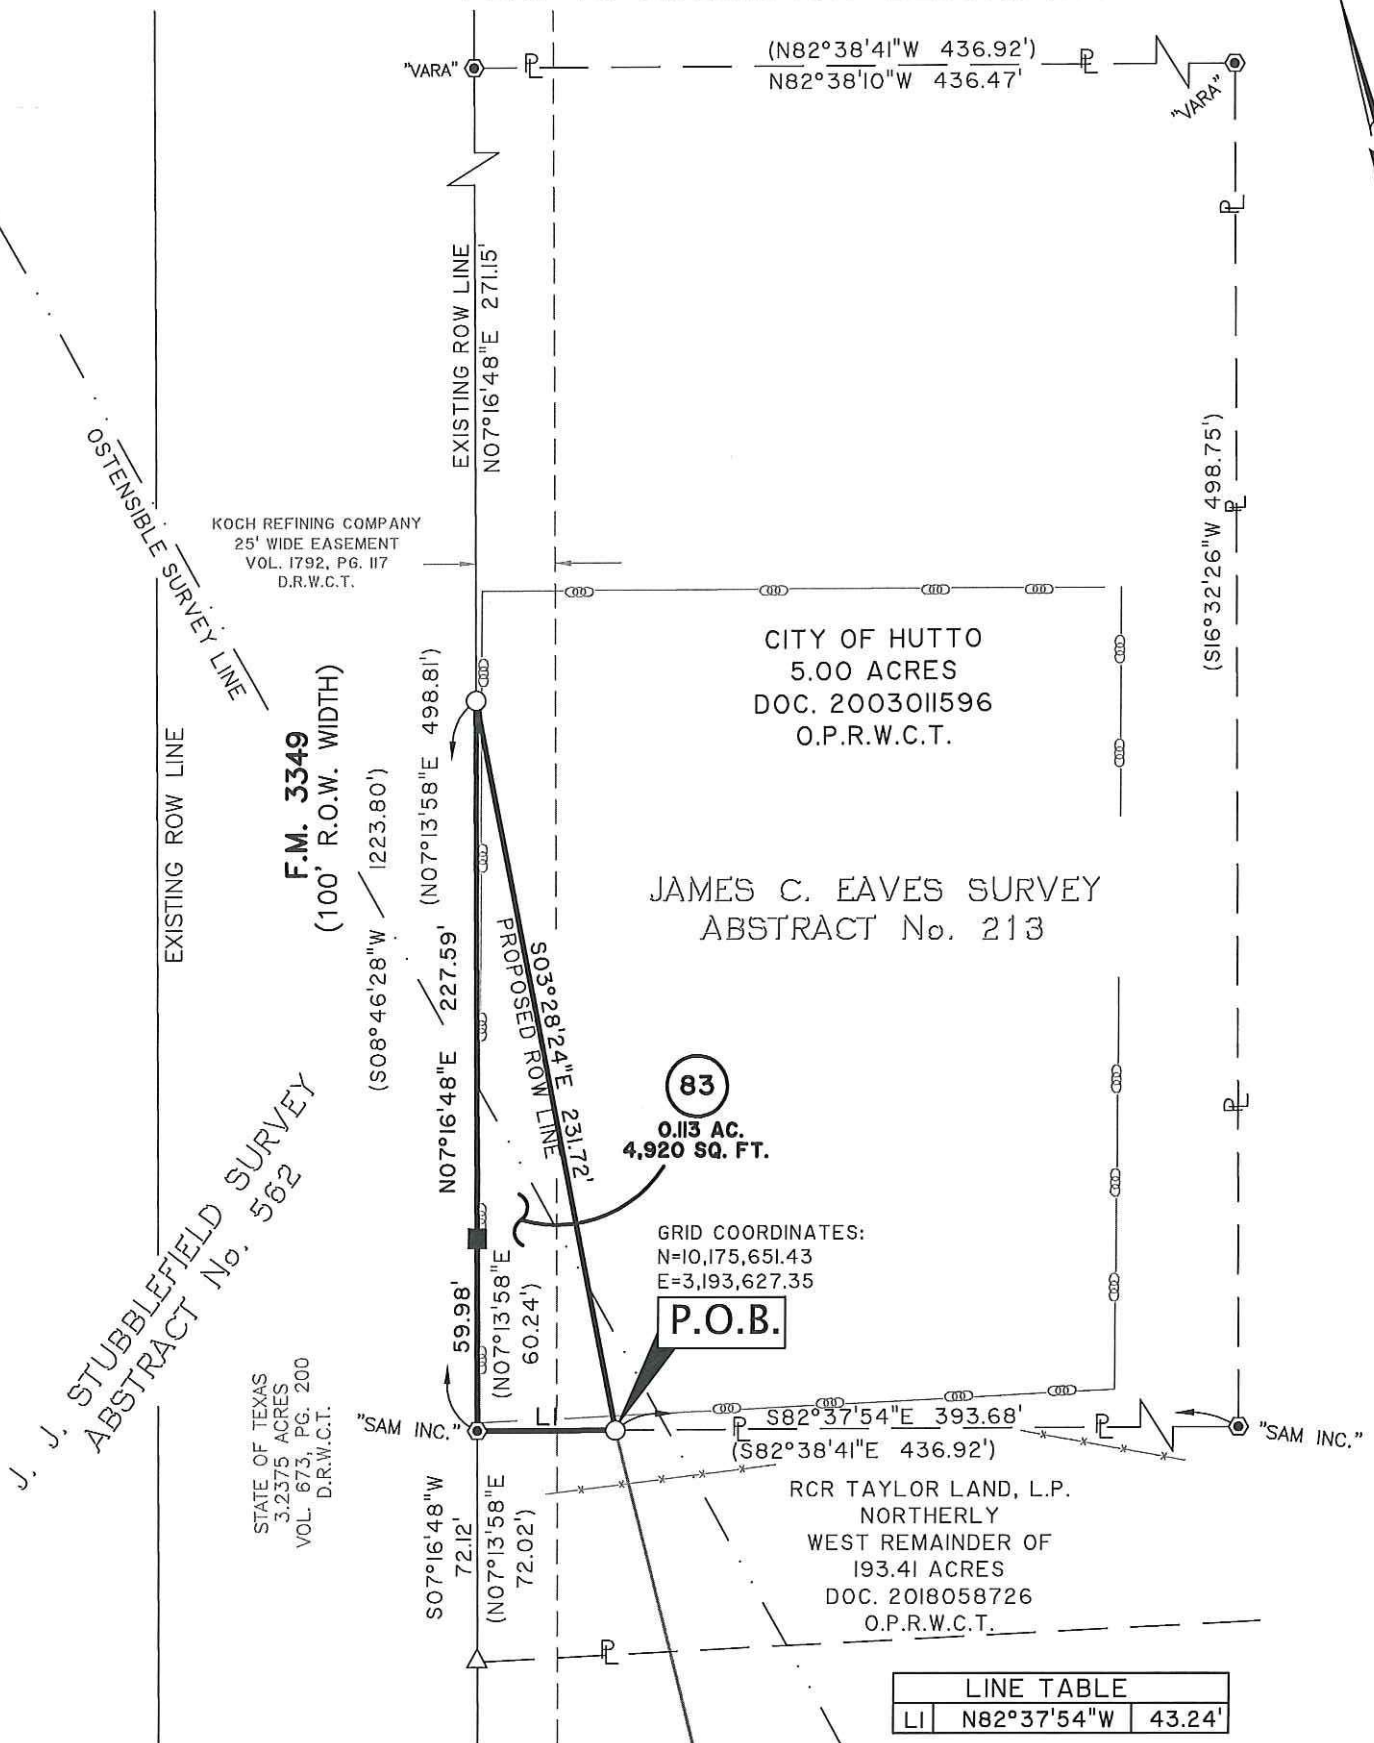 (N82°38'41"W 436.92')
N82°38'10"W 436.47'
"VARA"
"VARA"
EXISTING ROW LINE
N07°16'48"E 271.15'
OSTENSIBLE SURVEY LINE
KOCH REFINING COMPANY
25' WIDE EASEMENT
VOL. 1792, PG. 117
D.R.W.C.T.
(S16°32'26"W 498.75')
CITY OF HUTTO
5.00 ACRES
DOC. 2003011596
O.P.R.W.C.T.
EXISTING ROW LINE
F.M. 3349
(100' R.O.W. WIDTH)
(S08°46'28"W 1223.80')
(N07°13'58"E 498.81')
N07°16'48"E 227.59'
JAMES C. EAVES SURVEY
ABSTRACT No. 213
S03°28'24"E 231.72'
PROPOSED ROW LINE
83
0.113 AC.
4,920 SQ. FT.
GRID COORDINATES:
N=10,175,651.43
E=3,193,627.35
P.O.B.
J. STUBBLEFIELD SURVEY
ABSTRACT No. 562
59.98'
(N07°13'58"E
60.24')
STATE OF TEXAS
3.2375 ACRES
VOL. 673, PG. 200
D.R.W.C.T.
"SAM INC."
L1
S82°37'54"E 393.68'
(S82°38'41"E 436.92')
"SAM INC."
S07°16'48"W
72.12'
(N07°13'58"E
72.02')
RCR TAYLOR LAND, L.P.
NORTHERLY
WEST REMAINDER OF
193.41 ACRES
DOC. 2018058726
O.P.R.W.C.T.
LINE TABLE
L1 N82°37'54"W 43.24'